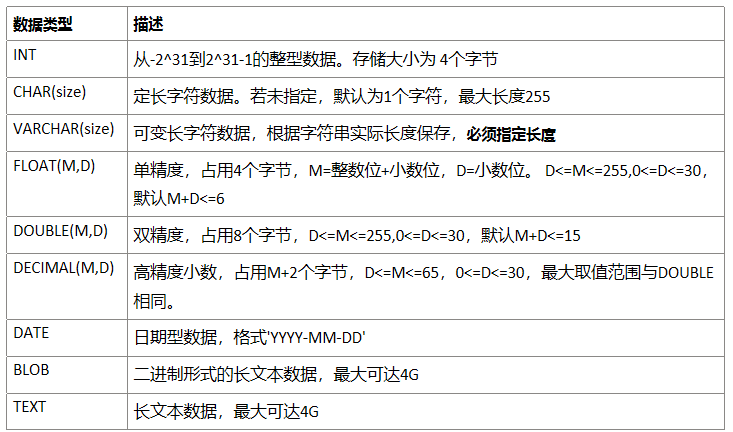 数据类型 描述
INT 从-2^31到2^31-1的整型数据。存储大小为 4个字节
CHAR(size) 定长字符数据。若未指定，默认为1个字符，最大长度255
VARCHAR(size) 可变长字符数据，根据字符串实际长度保存，必须指定长度
FLOAT(M,D) 单精度，占用4个字节，M=整数位+小数位，D=小数位。 D<=M<=255,0<=D<=30，
默认M+D<=6
DOUBLE(M,D) 双精度，占用8个字节，D<=M<=255,0<=D<=30，默认M+D<=15
DECIMAL(M,D) 高精度小数，占用M+2个字节，D<=M<=65，0<=D<=30，最大取值范围与DOUBLE
相同。
DATE 日期型数据，格式'YYYY-MM-DD'
BLOB 二进制形式的长文本数据，最大可达4G
TEXT 长文本数据，最大可达4G